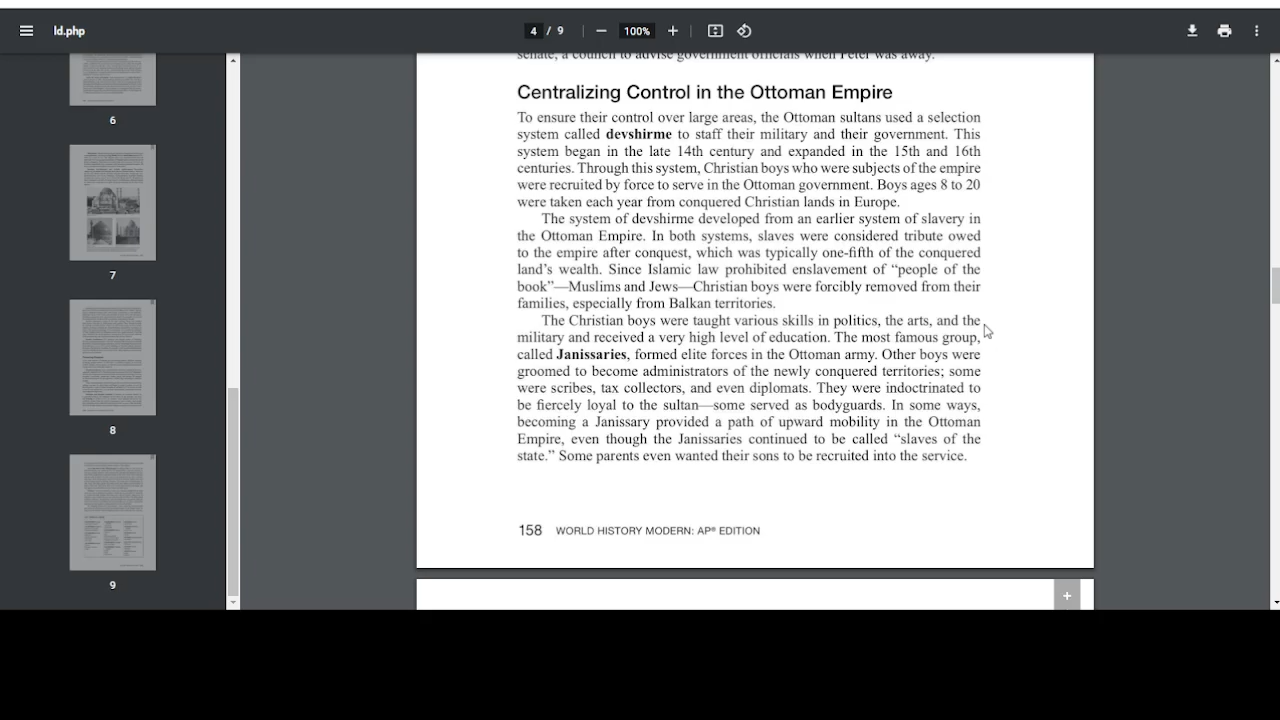 ld.php
4 / 9
100%
senate, a council to advise government officials when Peter was away.
Centralizing Control in the Ottoman Empire
To ensure their control over large areas, the Ottoman sultans used a selection
system called devshirme to staff their military and their government. This
system began in the late 14th century and expanded in the 15th and 16th
centuries. Through this system, Christian boys who were subjects of the empire
were recruited by force to serve in the Ottoman government. Boys ages 8 to 20
were taken each year from conquered Christian lands in Europe.
The system of devshirme developed from an earlier system of slavery in
the Ottoman Empire. In both systems, slaves were considered tribute owed
to the empire after conquest, which was typically one-fifth of the conquered
land's wealth. Since Islamic law prohibited enslavement of “people of the
book”—Muslims and Jews—Christian boys were forcibly removed from their
families, especially from Balkan territories.
The Christian boys were taught various skills in politics, the arts, and the
military and received a very high level of education. The most famous group,
called Janissaries, formed elite forces in the Ottoman army. Other boys were
groomed to become administrators of the newly conquered territories; some
were scribes, tax collectors, and even diplomats. They were indoctrinated to
be fiercely loyal to the sultan—some served as bodyguards. In some ways,
becoming a Janissary provided a path of upward mobility in the Ottoman
Empire, even though the Janissaries continued to be called “slaves of the
state.” Some parents even wanted their sons to be recruited into the service.
158 WORLD HISTORY MODERN: AP® EDITION
6
7
8
9